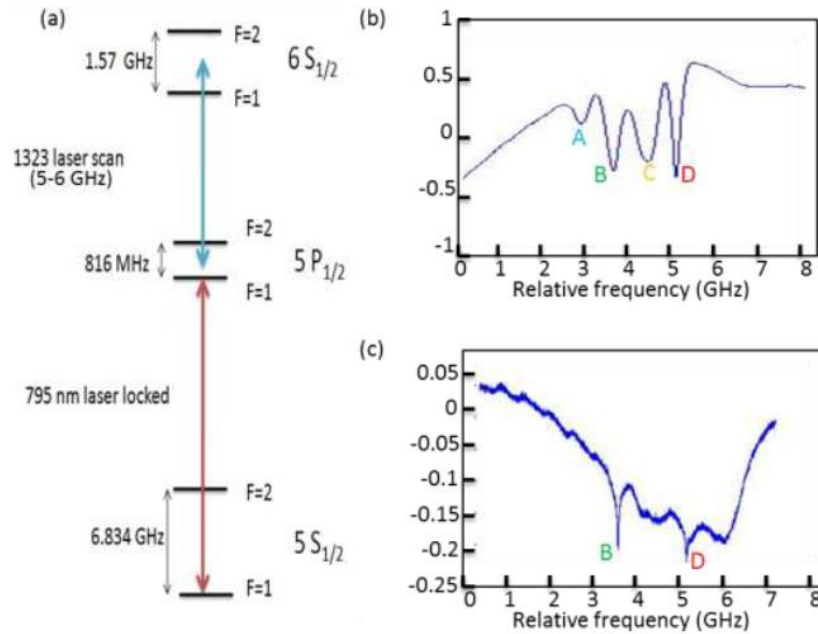 (a)
F=2
1.57 GHz
6 S1/2
F=1
1323 laser scan
(5-6 GHz)
F=2
816 MHz
5 P1/2
F=1
795 nm laser locked
F=2
6.834 GHz
5 S1/2
F=1
(b)
1
0.5
0
-0.5
-1
A
B
C
D
0 1 2 3 4 5 6 7 8
Relative frequency (GHz)
(c)
0.05
0
-0.05
-0.1
-0.15
-0.2
-0.25
B
D
0 1 2 3 4 5 6 7 8
Relative frequency (GHz)